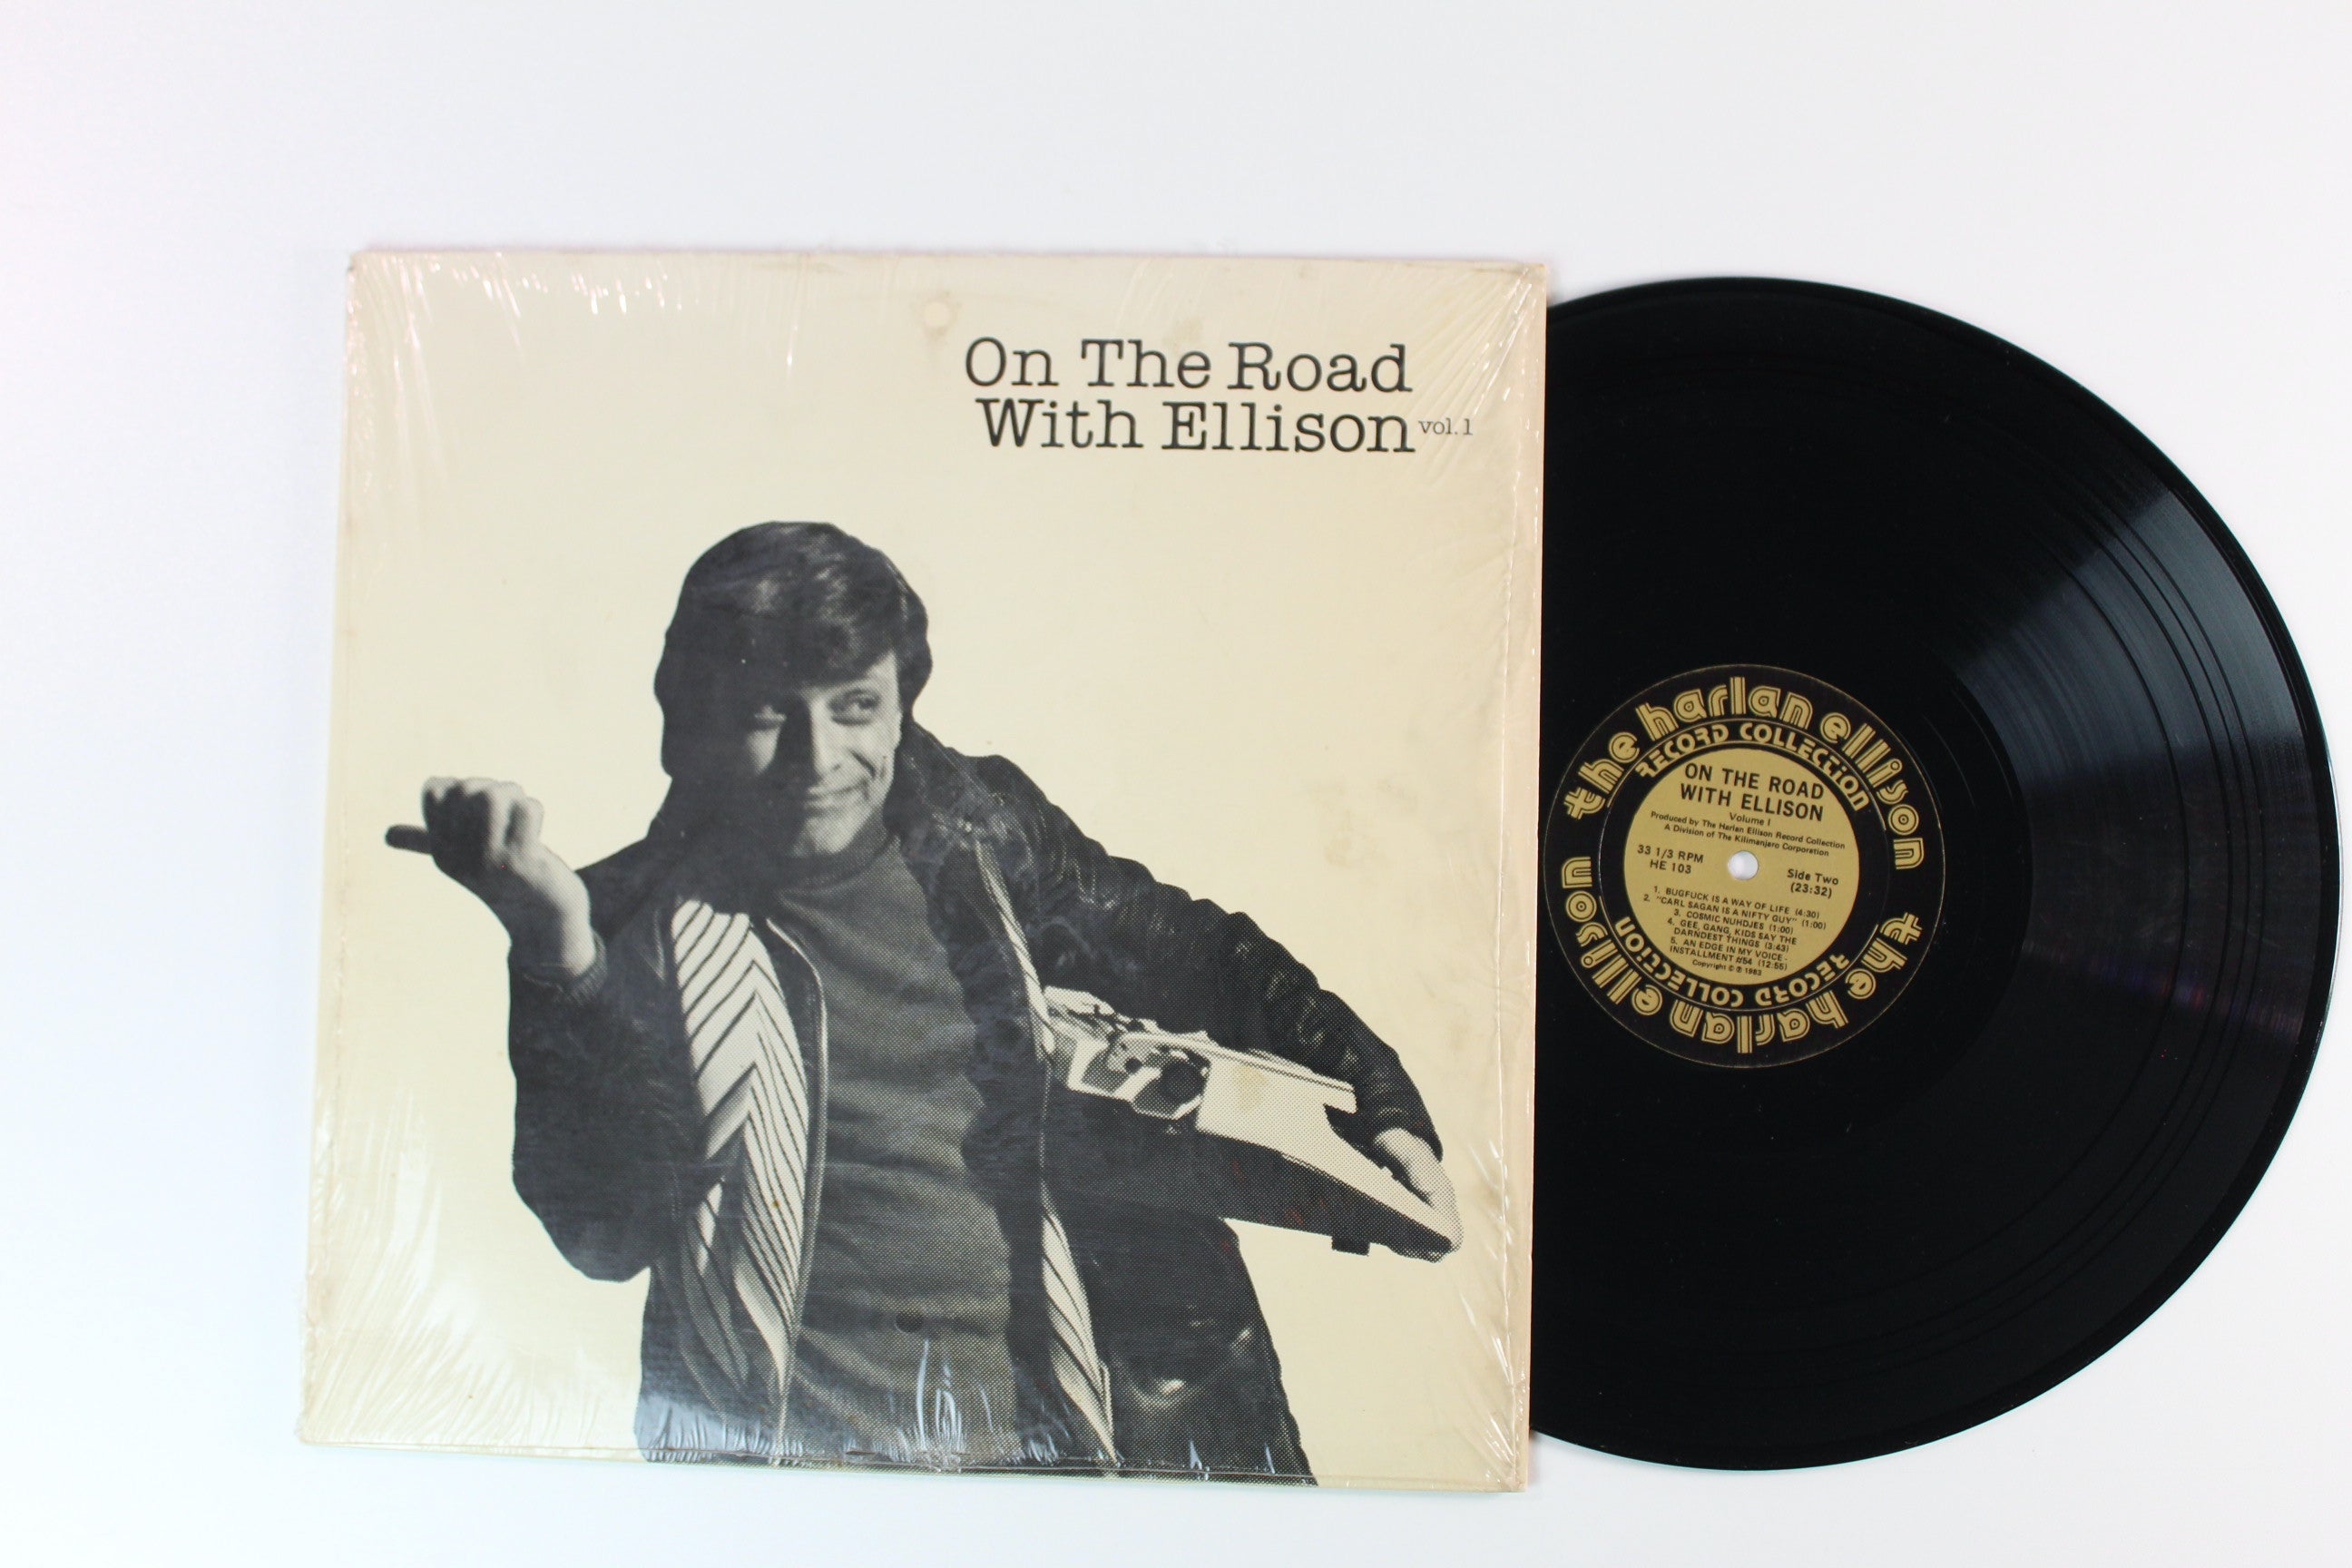 On The Road
With Ellison vol. 1
the harlan ellison
RECORD COLLECTION
ON THE ROAD
WITH ELLISON
Volume I
Produced by The Harlan Ellison Record Collection
A Division of The Kilimanjaro Corporation
33 1/3 RPM
HE 103
Side Two
(23:32)
1. BUGFUCK IS A WAY OF LIFE (4:30)
2. "CARL SAGAN IS A NIFTY GUY" (1:00)
3. COSMIC NUHDJES (1:00)
4. GEE, GANG, KIDS SAY THE
DARNDEST THINGS (3:43)
5. AN EDGE IN MY VOICE -
INSTALLMENT #54 (12:55)
Copyright © ℗ 1983
the harlan ellison
RECORD COLLECTION